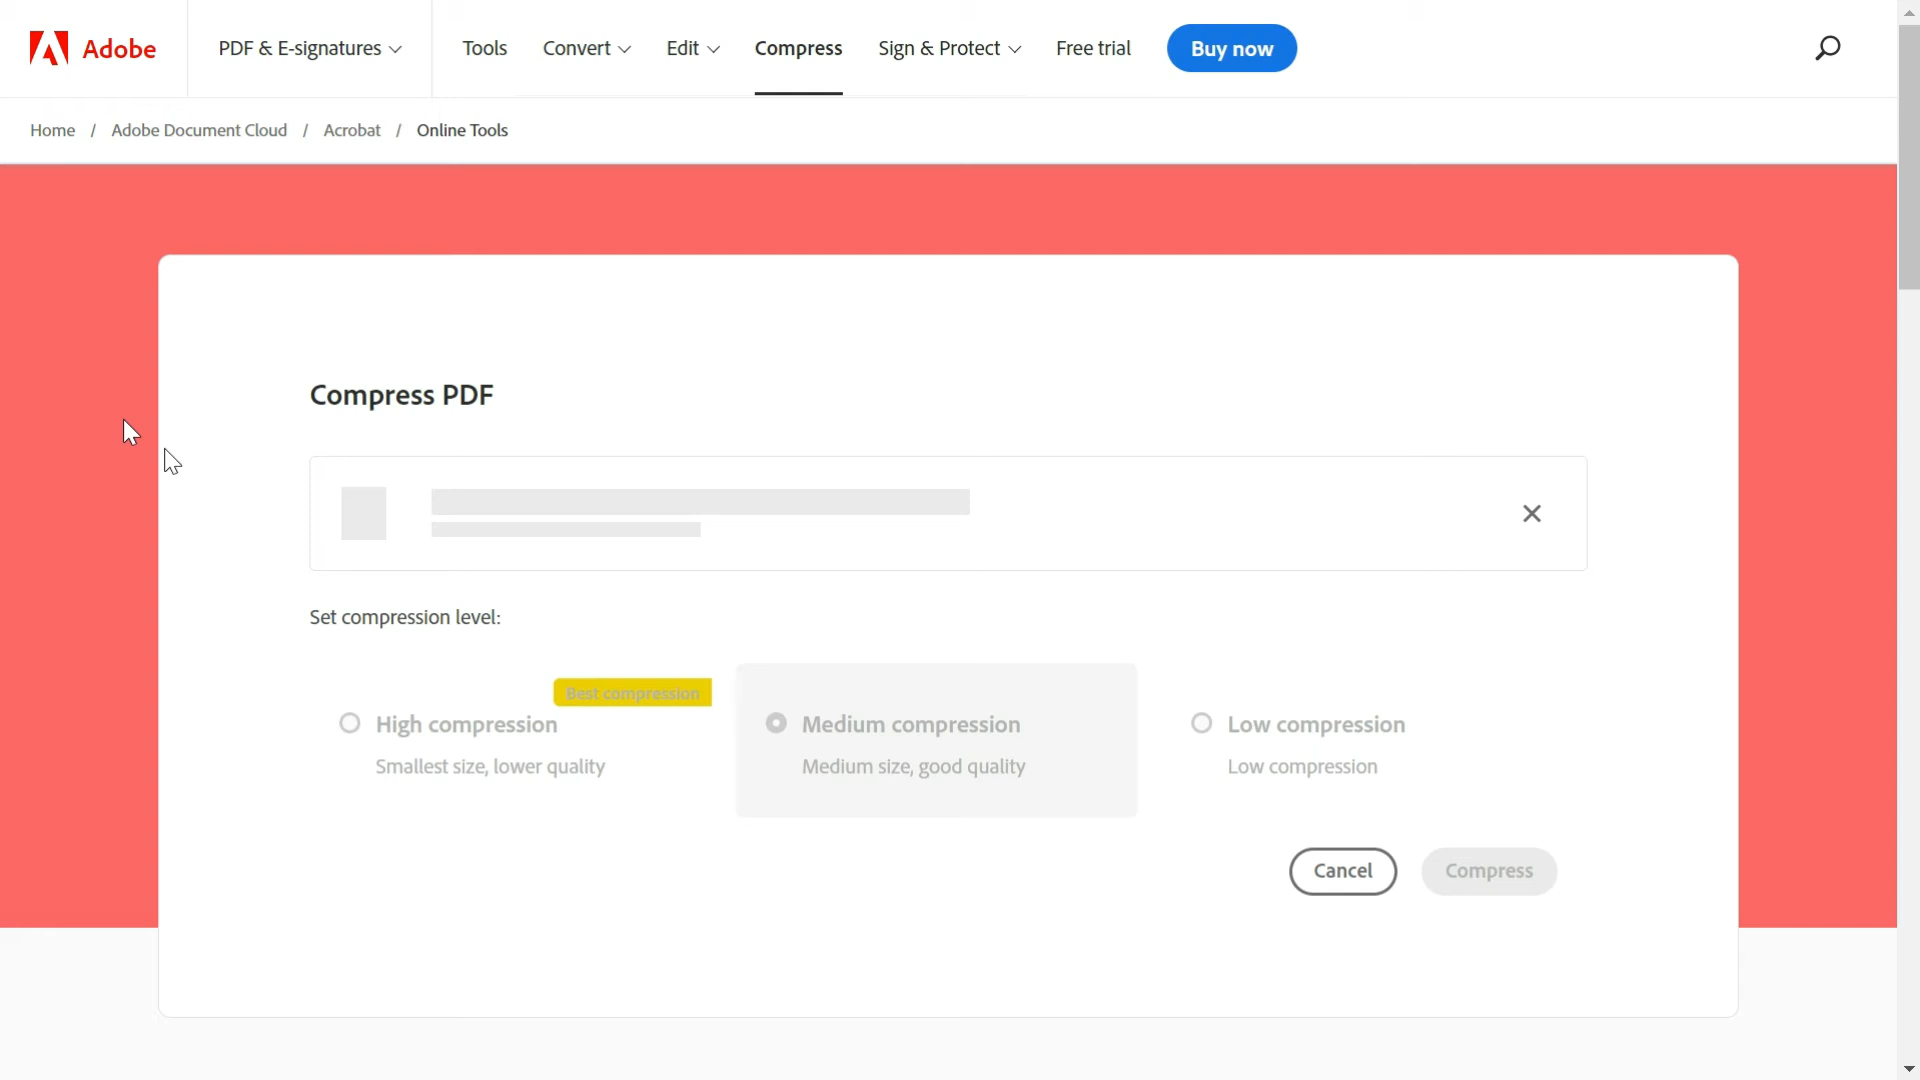 Adobe
PDF & E-signatures
Tools
Convert
Edit
Compress
Sign & Protect
Free trial
Buy now
Home / Adobe Document Cloud / Acrobat / Online Tools
Compress PDF
Set compression level:
Best compression
High compression
Smallest size, lower quality
Medium compression
Medium size, good quality
Low compression
Low compression
Cancel
Compress